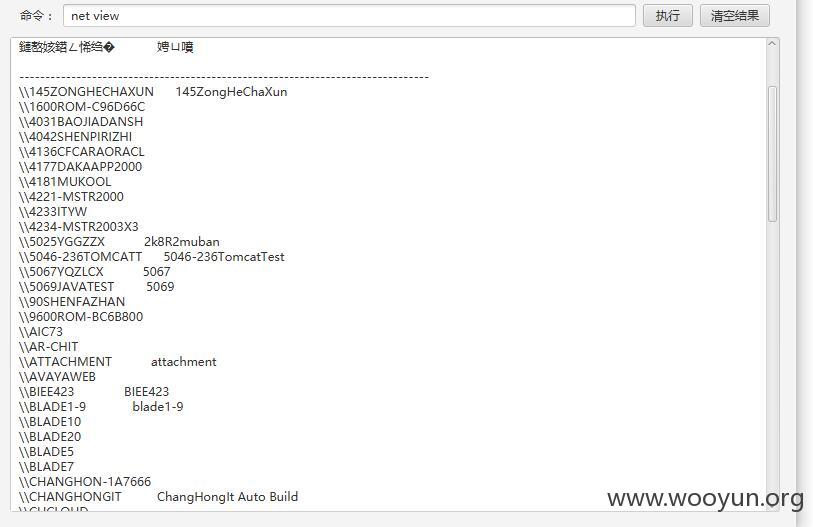 命令： net view 执行 清空结果
鏈嶅姟鍣ㄥ悕绉� 娉ㄩ噴
-------------------------------------------------------------------------------
\\145ZONGHECHAXUN 145ZongHeChaXun
\\1600ROM-C96D66C
\\4031BAOJIADANSH
\\4042SHENPIRIZHI
\\4136CFCARAORACL
\\4177DAKAAPP2000
\\4181MUKOOL
\\4221-MSTR2000
\\4233ITYW
\\4234-MSTR2003X3
\\5025YGGZZX 2k8R2muban
\\5046-236TOMCATT 5046-236TomcatTest
\\5067YQZLCX 5067
\\5069JAVATEST 5069
\\90SHENFAZHAN
\\9600ROM-BC6B800
\\AIC73
\\AR-CHIT
\\ATTACHMENT attachment
\\AVAYAWEB
\\BIEE423 BIEE423
\\BLADE1-9 blade1-9
\\BLADE10
\\BLADE20
\\BLADE5
\\BLADE7
\\CHANGHON-1A7666
\\CHANGHONGIT ChangHongIt Auto Build
www.wooyun.org